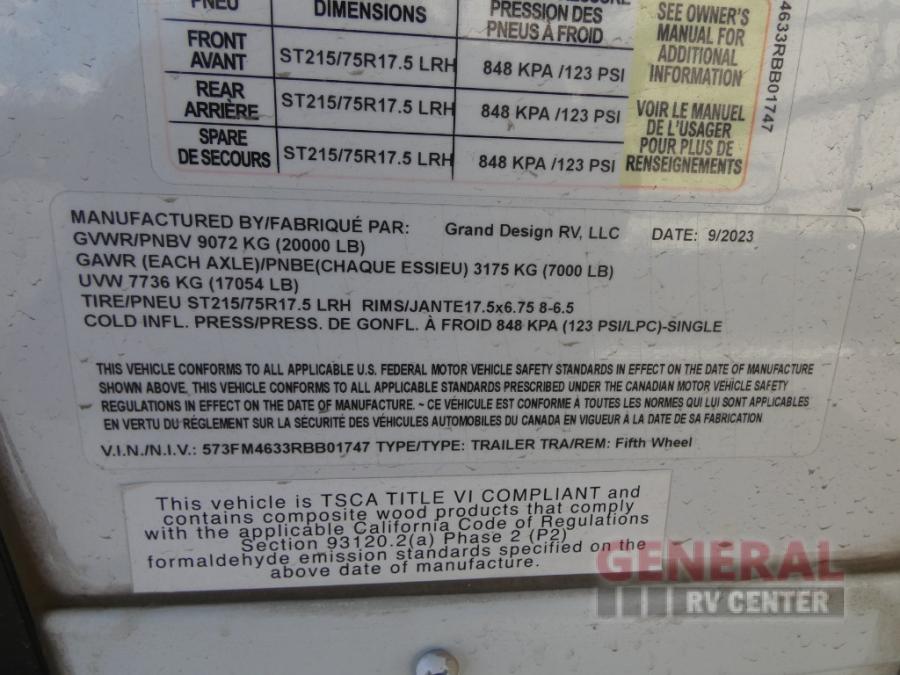 PNEU DIMENSIONS PRESSION DES PNEUS À FROID
FRONT AVANT ST215/75R17.5 LRH 848 KPA /123 PSI
REAR ARRIÈRE ST215/75R17.5 LRH 848 KPA /123 PSI
SPARE DE SECOURS ST215/75R17.5 LRH 848 KPA /123 PSI
SEE OWNER'S
MANUAL FOR
ADDITIONAL
INFORMATION
VOIR LE MANUEL
DE L'USAGER
POUR PLUS DE
RENSEIGNEMENTS
4633RBB01747
MANUFACTURED BY/FABRIQUÉ PAR: Grand Design RV, LLC DATE: 9/2023
GVWR/PNBV 9072 KG (20000 LB)
GAWR (EACH AXLE)/PNBE(CHAQUE ESSIEU) 3175 KG (7000 LB)
UVW 7736 KG (17054 LB)
TIRE/PNEU ST215/75R17.5 LRH RIMS/JANTE17.5x6.75 8-6.5
COLD INFL. PRESS/PRESS. DE GONFL. À FROID 848 KPA (123 PSI/LPC)-SINGLE
THIS VEHICLE CONFORMS TO ALL APPLICABLE U.S. FEDERAL MOTOR VEHICLE SAFETY STANDARDS IN EFFECT ON THE DATE OF MANUFACTURE
SHOWN ABOVE. THIS VEHICLE CONFORMS TO ALL APPLICABLE STANDARDS PRESCRIBED UNDER THE CANADIAN MOTOR VEHICLE SAFETY
REGULATIONS IN EFFECT ON THE DATE OF MANUFACTURE. ~ CE VÉHICULE EST CONFORME À TOUTES LES NORMES QUI LUI SONT APPLICABLES
EN VERTU DU RÉGLEMENT SUR LA SÉCURITÉ DES VÉHICULES AUTOMOBILES DU CANADA EN VIGUEUR À LA DATE DE SA FABRICATION
V.I.N./N.I.V.: 573FM4633RBB01747 TYPE/TYPE: TRAILER TRA/REM: Fifth Wheel
This vehicle is TSCA TITLE VI COMPLIANT and
contains composite wood products that comply
with the applicable California Code of Regulations
Section 93120.2(a) Phase 2 (P2)
formaldehyde emission standards specified on the
above date of manufacture.
GENERAL
RV CENTER